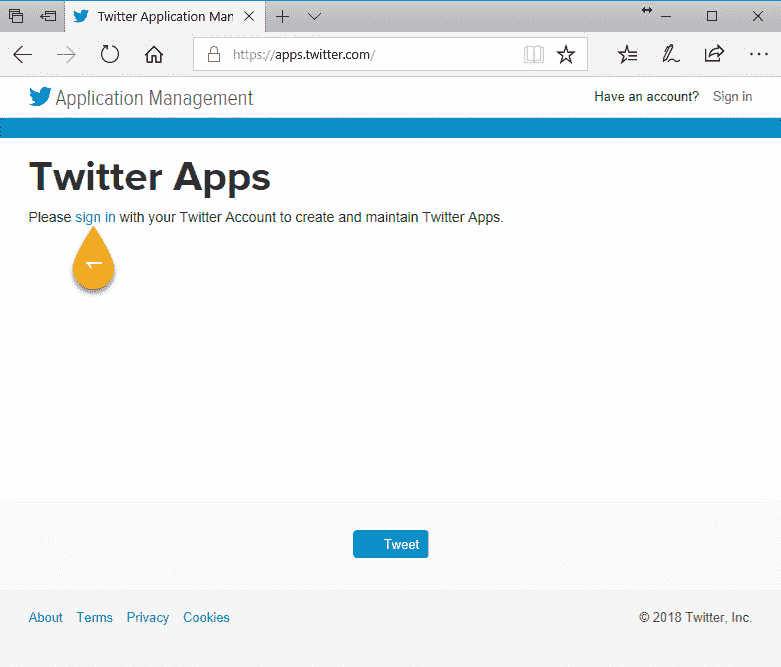 Twitter Application Man
https://apps.twitter.com/
Application Management
Have an account? Sign in
Twitter Apps
Please sign in with your Twitter Account to create and maintain Twitter Apps.
1
Tweet
About Terms Privacy Cookies
© 2018 Twitter, Inc.